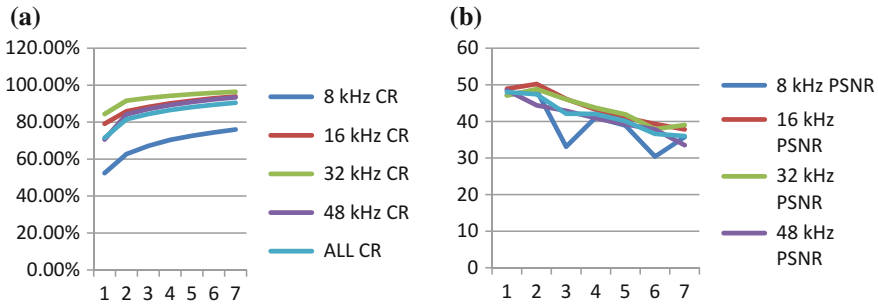 (a)
120.00%
100.00%
80.00%
60.00%
40.00%
20.00%
0.00%
1 2 3 4 5 6 7
8 kHz CR
16 kHz CR
32 kHz CR
48 kHz CR
ALL CR
(b)
60
50
40
30
20
10
0
1 2 3 4 5 6 7
8 kHz PSNR
16 kHz
PSNR
32 kHz
PSNR
48 kHz
PSNR